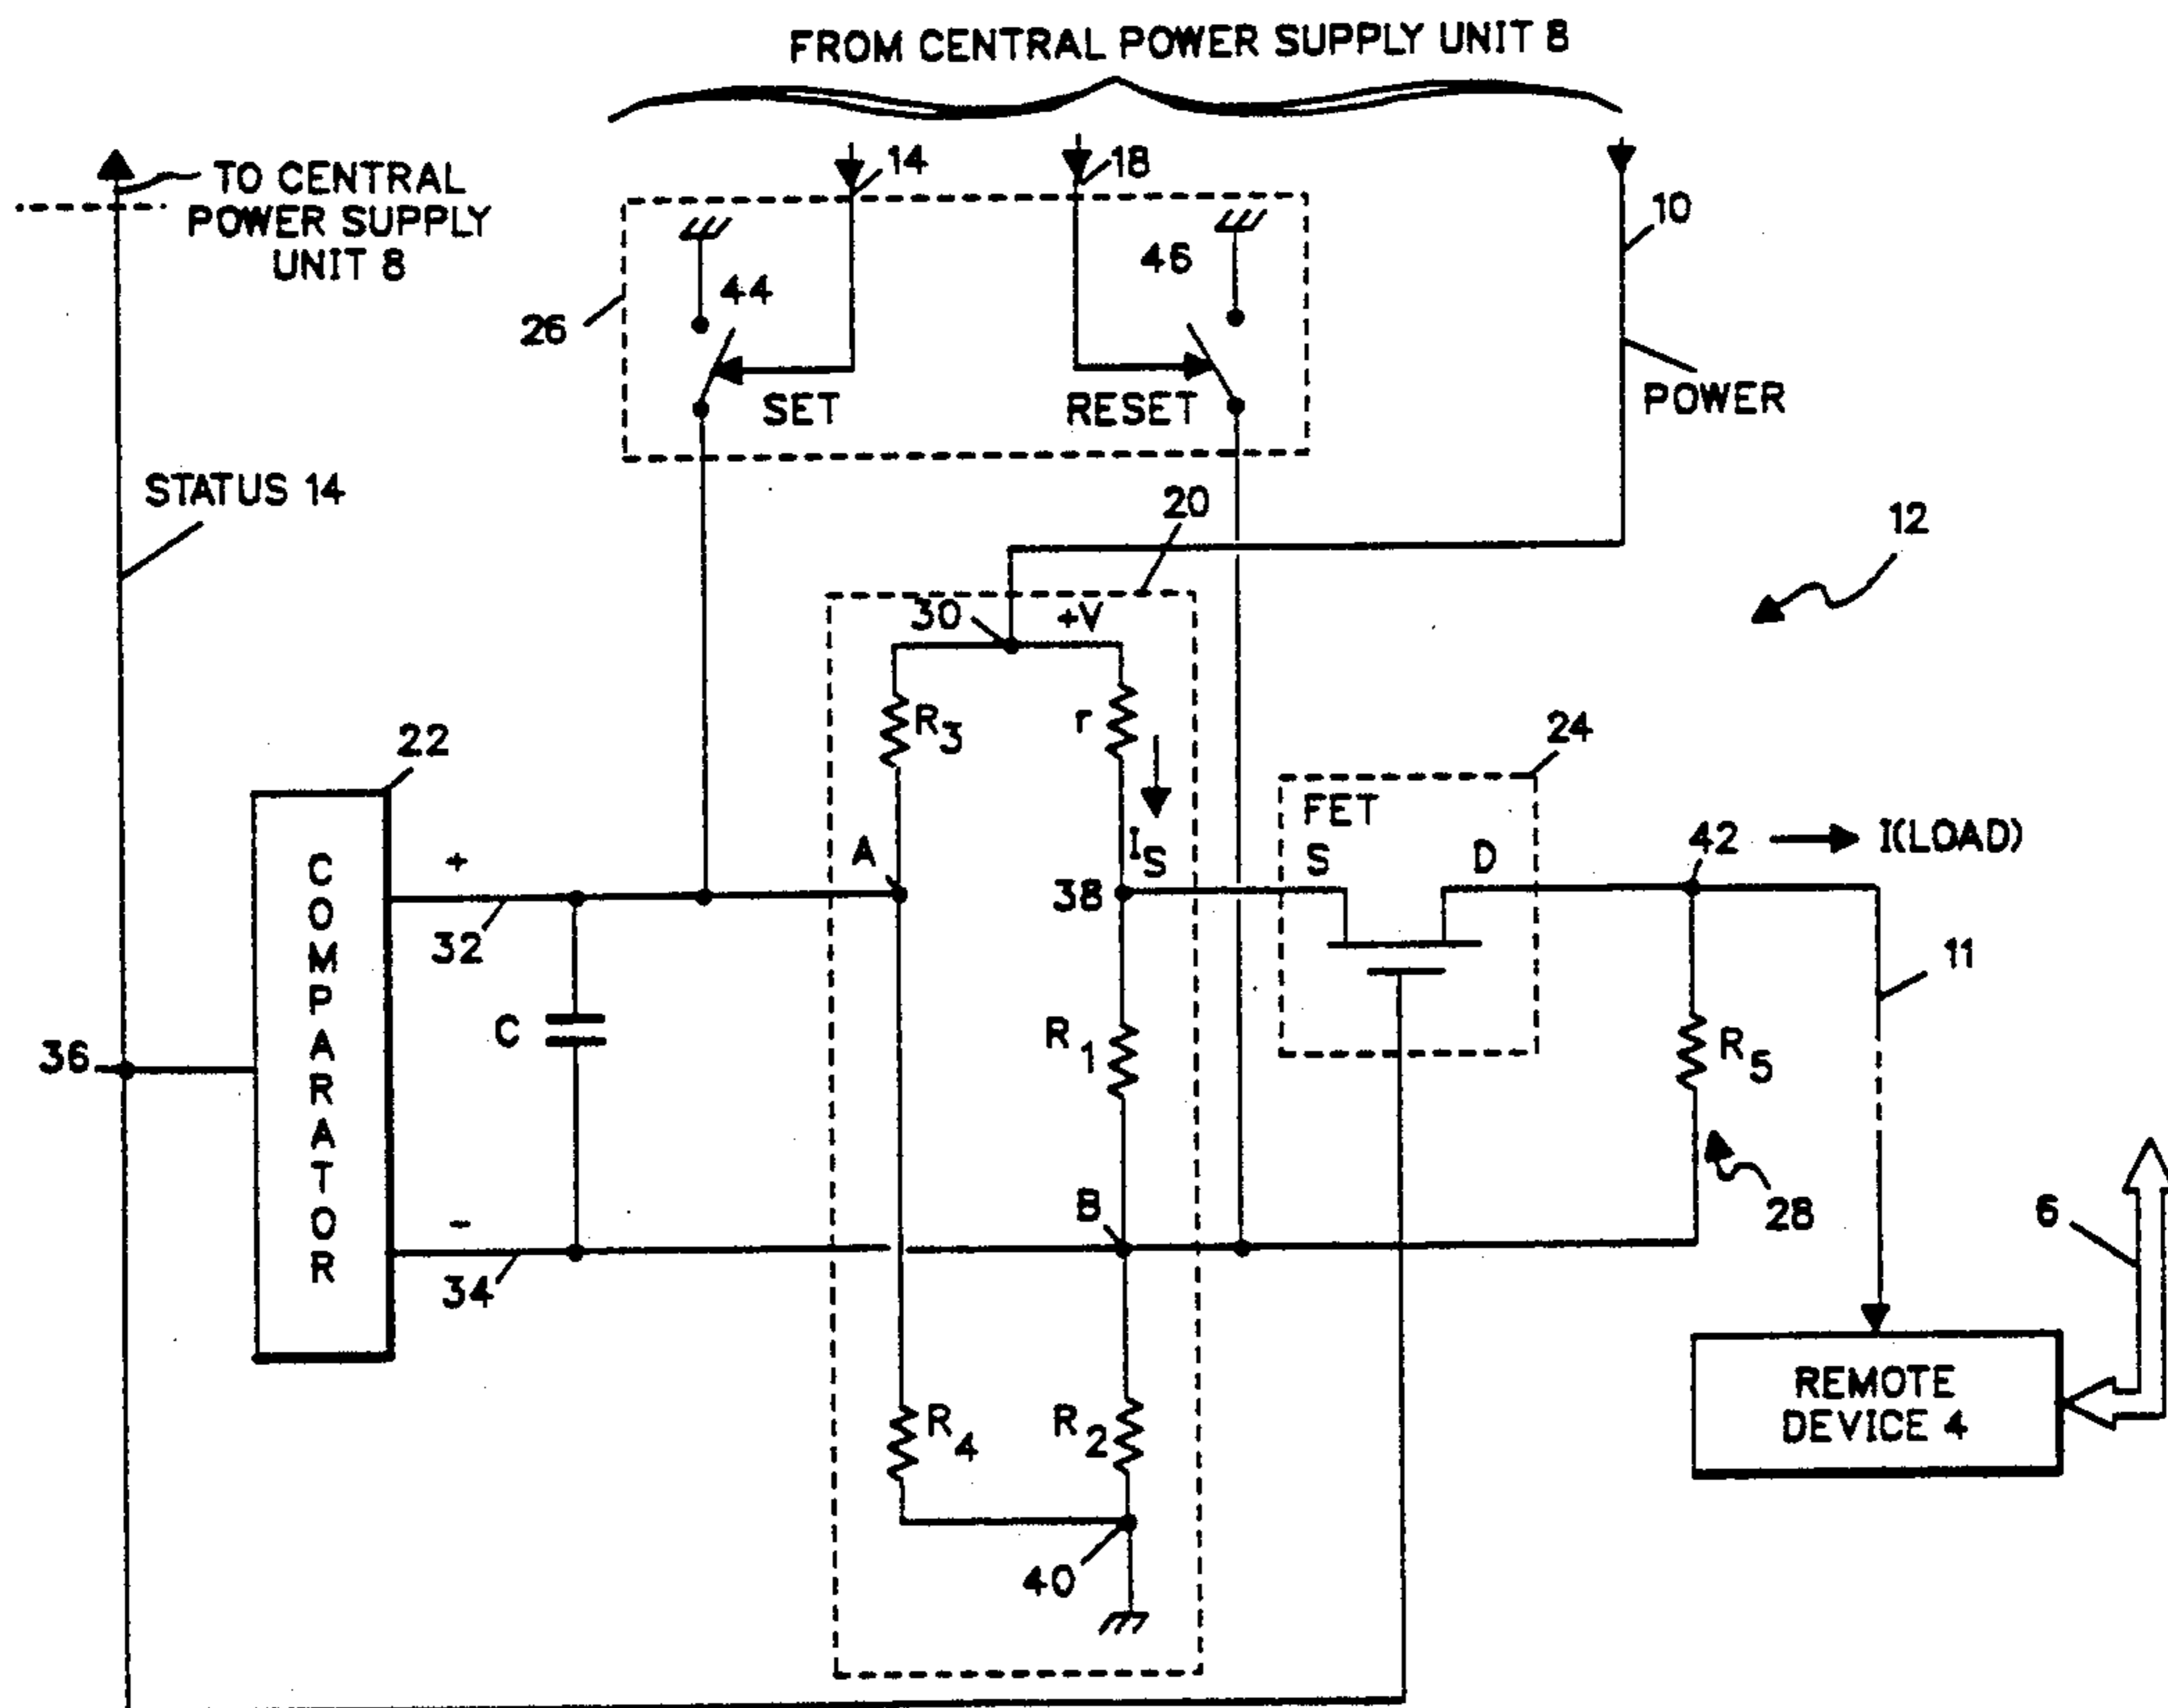 FROM CENTRAL POWER SUPPLY UNIT 8
TO CENTRAL
POWER SUPPLY
UNIT 8
14
18
10
44
46
26
SET
RESET
POWER
STATUS 14
20
12
30
+V
R3
r
22
24
FET
A
IS
S
D
42
I(LOAD)
+
38
32
11
COMPARATOR
C
R1
R5
36
B
28
6
-
34
R4
R2
REMOTE
DEVICE 4
40